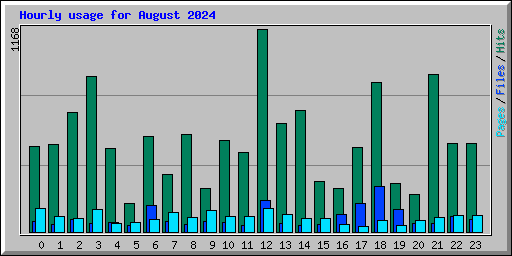 Hourly usage for August 2024
1168
Pages / Files / Hits
0 1 2 3 4 5 6 7 8 9 10 11 12 13 14 15 16 17 18 19 20 21 22 23